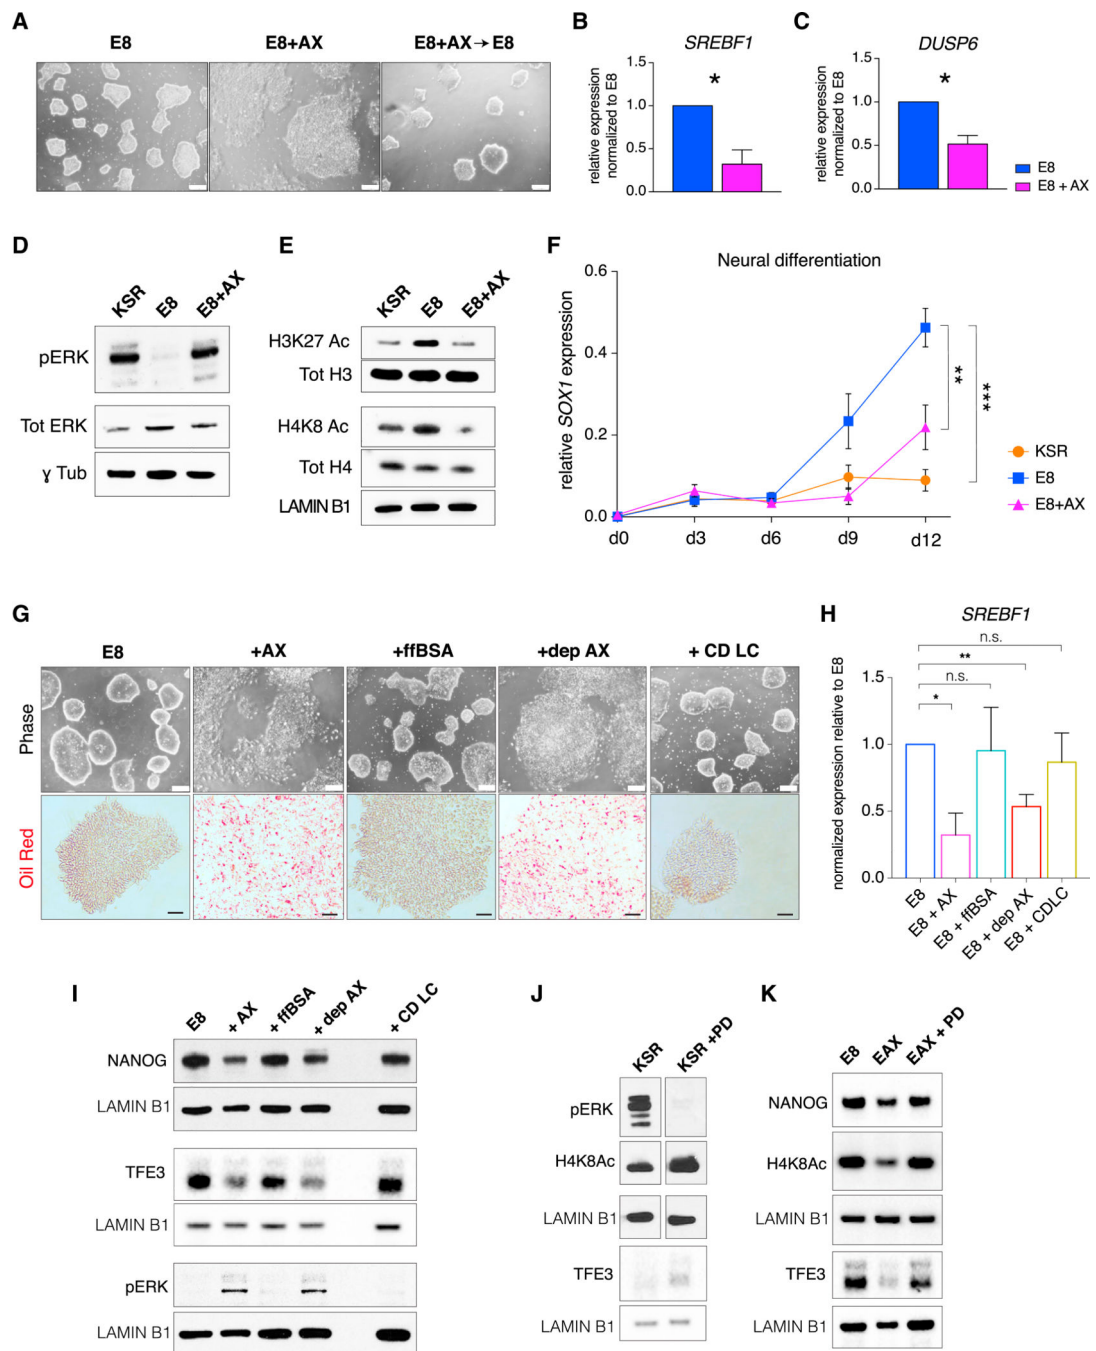 A
E8
E8+AX
E8+AX→E8
B
SREBF1
relative expression
normalized to E8
1.5
1.0
0.5
0.0
*
C
DUSP6
relative expression
normalized to E8
1.5
1.0
0.5
0.0
*
E8
E8 + AX
D
KSR
E8
E8+AX
pERK
Tot ERK
γ Tub
E
KSR
E8
E8+AX
H3K27 Ac
Tot H3
H4K8 Ac
Tot H4
LAMIN B1
F
Neural differentiation
relative SOX1 expression
0.6
0.4
0.2
0.0
d0
d3
d6
d9
d12
**
***
KSR
E8
E8+AX
G
E8
+AX
+ffBSA
+dep AX
+ CD LC
Phase
Oil Red
H
SREBF1
normalized expression relative to E8
n.s.
**
n.s.
*
1.5
1.0
0.5
0.0
E8
E8 + AX
E8 + ffBSA
E8 + dep AX
E8 + CDLC
I
E8
+ AX
+ ffBSA
+ dep AX
+ CD LC
NANOG
LAMIN B1
TFE3
LAMIN B1
pERK
LAMIN B1
J
KSR
KSR +PD
pERK
H4K8Ac
LAMIN B1
TFE3
LAMIN B1
K
E8
EAX
EAX + PD
NANOG
H4K8Ac
LAMIN B1
TFE3
LAMIN B1